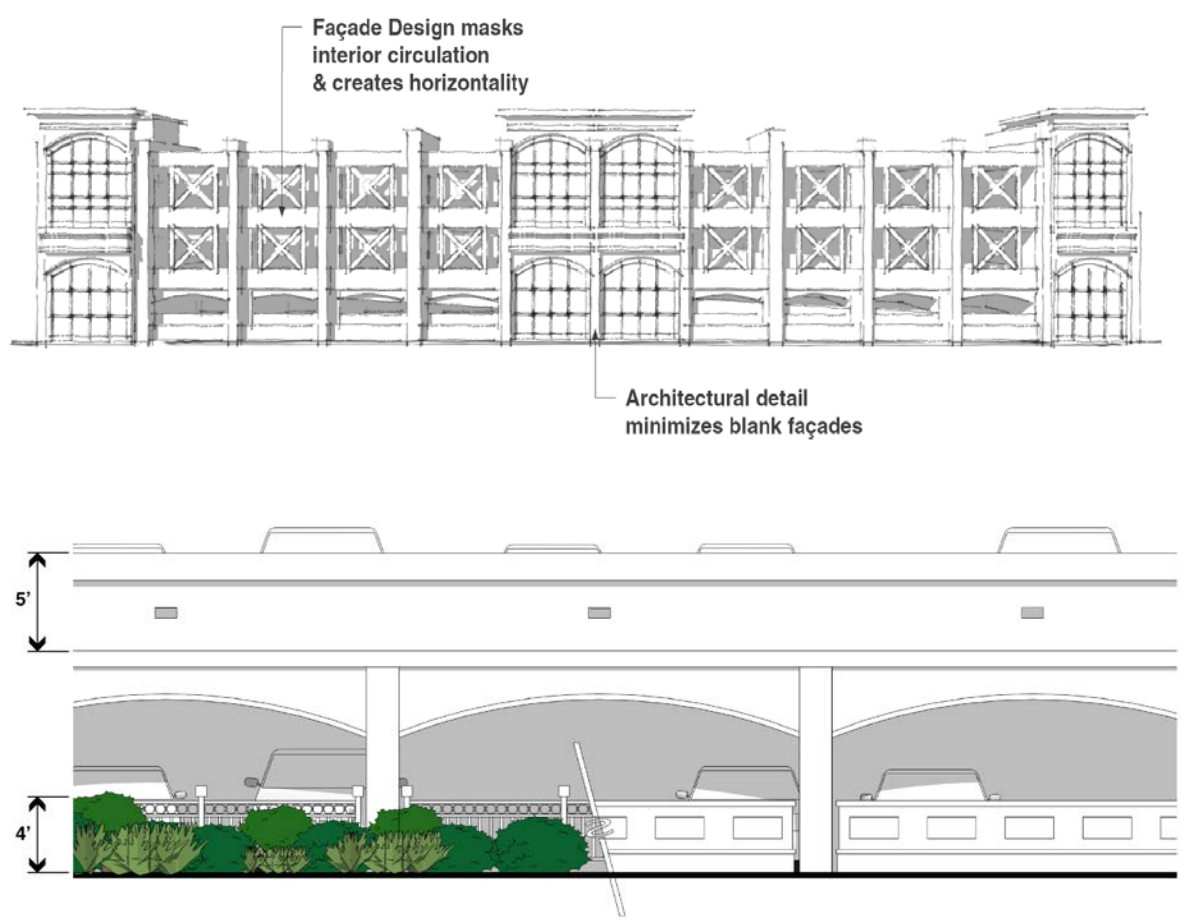 Façade Design masks
interior circulation
& creates horizontality
Architectural detail
minimizes blank façades
5'
4'